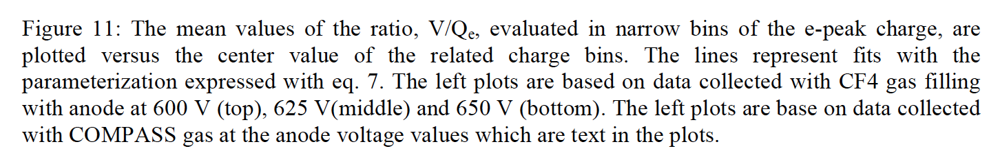 Figure 11: The mean values of the ratio, V/Qe, evaluated in narrow bins of the e-peak charge, are
plotted versus the center value of the related charge bins. The lines represent fits with the
parameterization expressed with eq. 7. The left plots are based on data collected with CF4 gas filling
with anode at 600 V (top), 625 V(middle) and 650 V (bottom). The left plots are base on data collected
with COMPASS gas at the anode voltage values which are text in the plots.